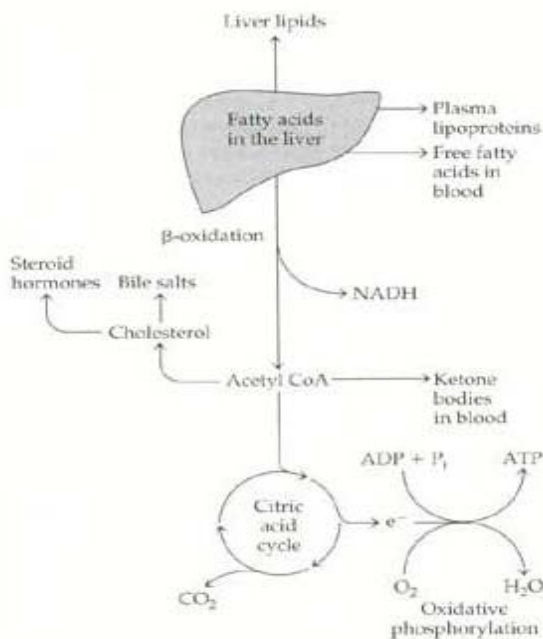 Liver lipids
Fatty acids
in the liver
Plasma
lipoproteins
Free fatty
acids in
blood
β-oxidation
NADH
Steroid
hormones
Bile salts
Cholesterol
Acetyl CoA
Ketone
bodies
in blood
ADP + Pi
ATP
Citric
acid
cycle
e−
CO2
O2
H2O
Oxidative
phosphorylation